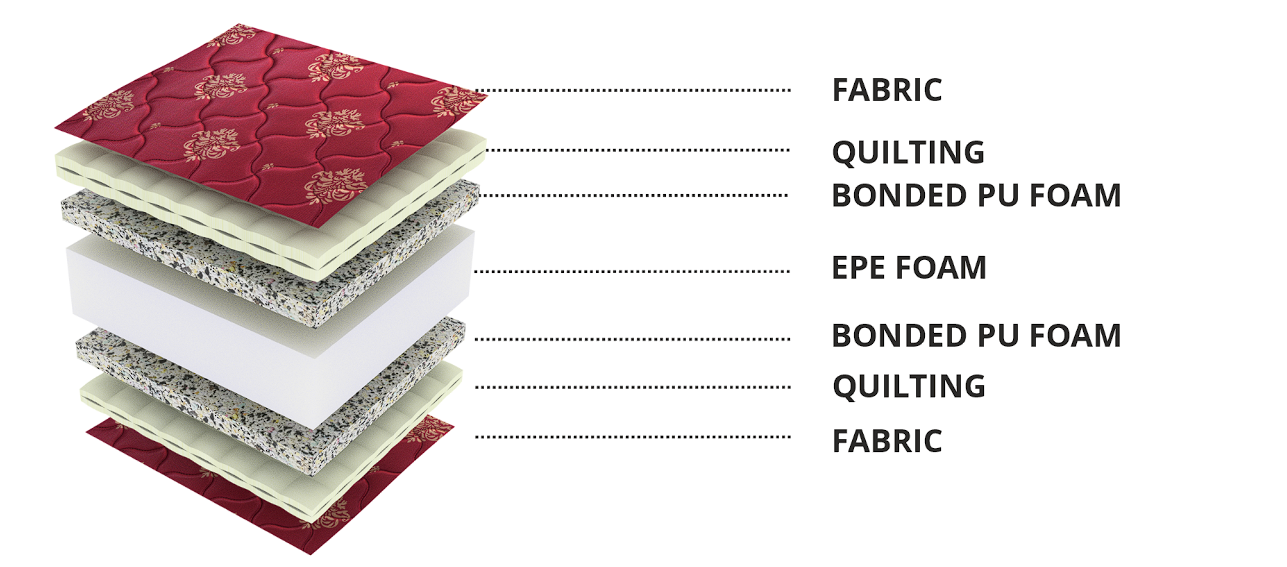 FABRIC
QUILTING
BONDED PU FOAM
EPE FOAM
BONDED PU FOAM
QUILTING
FABRIC